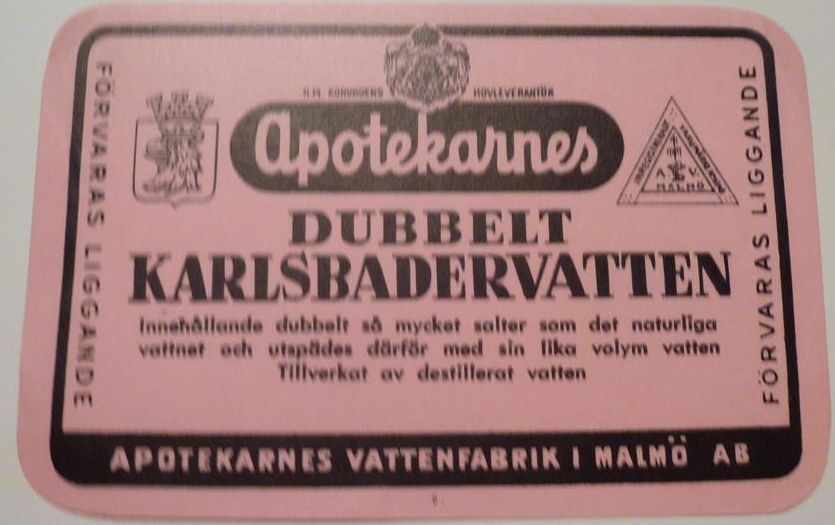 H.M. KONUNGENS HOVLEVERANTÖR
Apotekarnes
FÖRVARAS LIGGANDE
A V
MALMÖ
DUBBELT
KARLSBADERVATTEN
Innehållande dubbelt så mycket salter som det naturliga
vattnet och utspädes därför med sin lika volym vatten
Tillverkat av destillerat vatten
FÖRVARAS LIGGANDE
APOTEKARNES VATTENFABRIK I MALMÖ AB